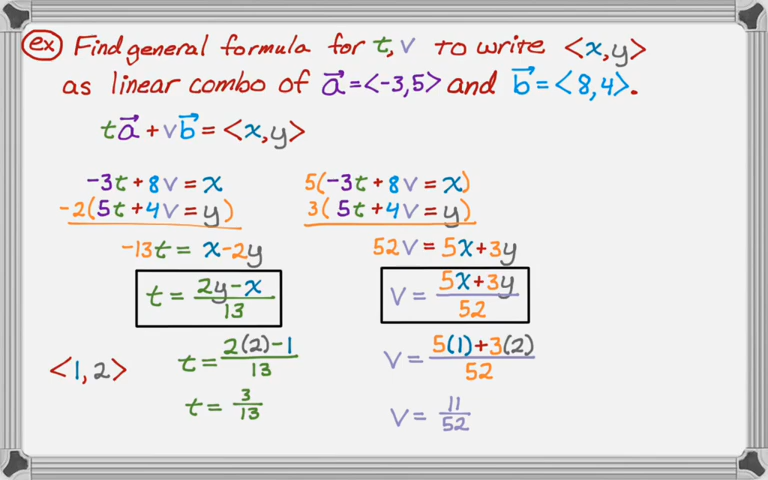 ex Find general formula for t, v to write <x,y>
as linear combo of a⃗=<-3,5> and b⃗=<8,4>.
ta⃗+vb⃗=<x,y>
-3t+8v=x
-2(5t+4v=y)
-13t = x-2y
t = (2y-x)/13
5(-3t+8v=x)
3(5t+4v=y)
52v=5x+3y
v= (5x+3y)/52
<1,2>
t= (2(2)-1)/13
t= 3/13
v= (5(1)+3(2))/52
v= 11/52